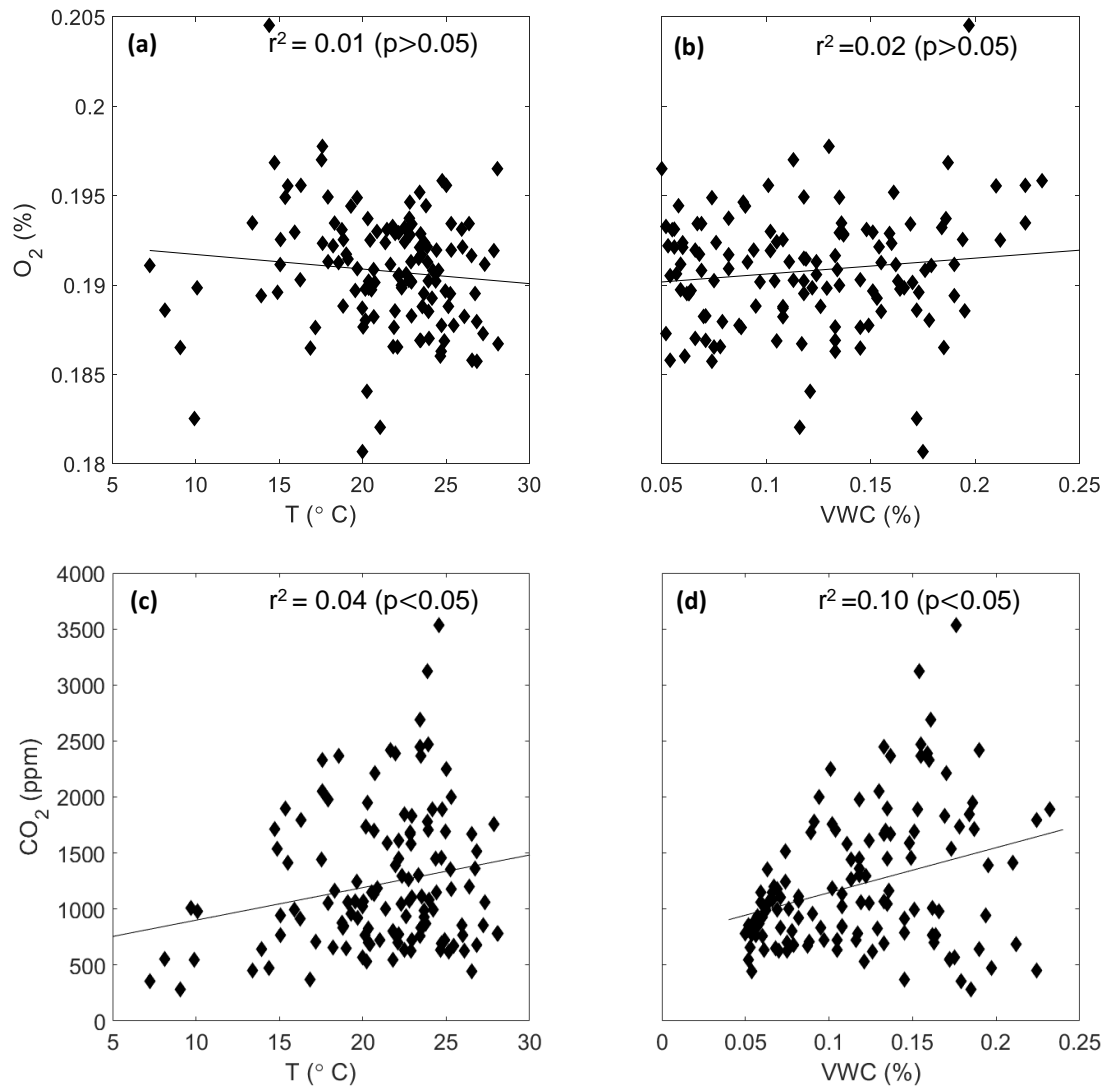 (a) r² = 0.01 (p>0.05)
0.205
0.2
0.195
0.19
0.185
0.18
O₂ (%)
5 10 15 20 25 30
T (° C)
(b) r² =0.02 (p>0.05)
0.05 0.1 0.15 0.2 0.25
VWC (%)
(c) r² = 0.04 (p<0.05)
4000
3500
3000
2500
2000
1500
1000
500
0
CO₂ (ppm)
5 10 15 20 25 30
T (° C)
(d) r² =0.10 (p<0.05)
0 0.05 0.1 0.15 0.2 0.25
VWC (%)